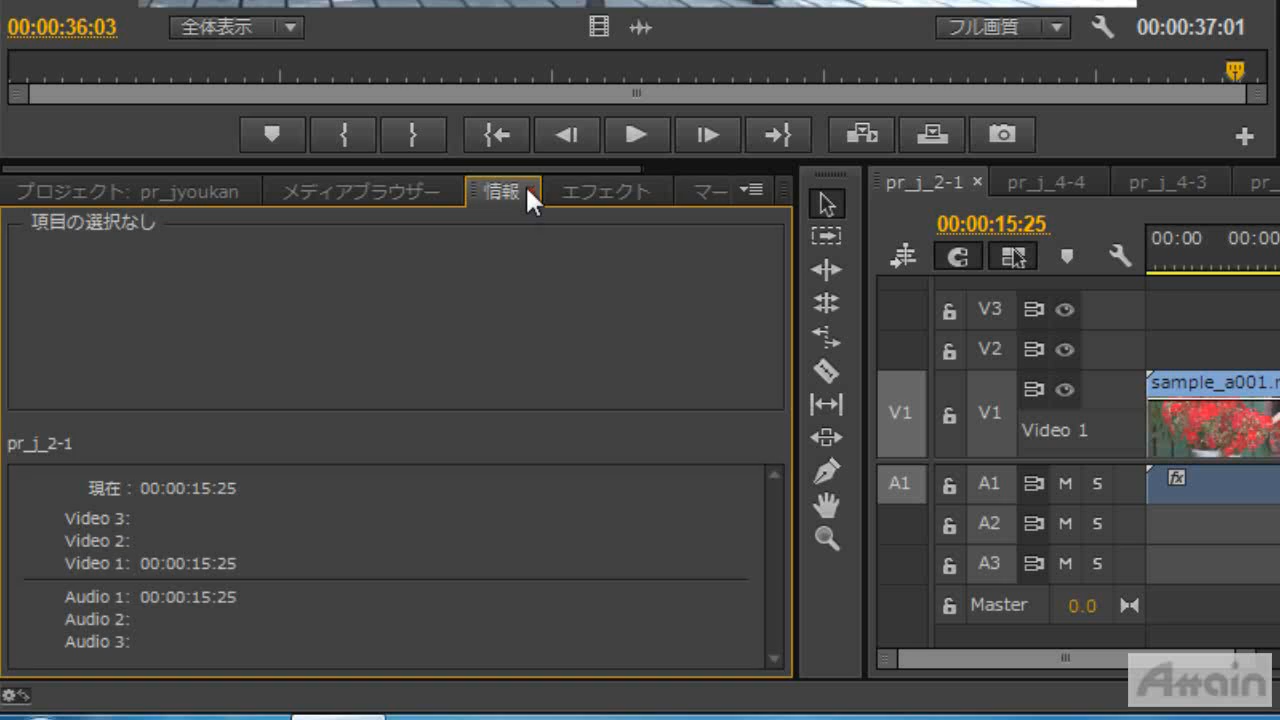 00:00:36:03
全体表示
フル画質
00:00:37:01
プロジェクト: pr_jyoukan
メディアブラウザー
情報
エフェクト
マー
項目の選択なし
pr_j_2-1
現在: 00:00:15:25
Video 3:
Video 2:
Video 1: 00:00:15:25
Audio 1: 00:00:15:25
Audio 2:
Audio 3:
pr_j_2-1 ×
pr_j_4-4
pr_j_4-3
pr_
00:00:15:25
00:00
00:00
V3
V2
V1
V1
Video 1
sample_a001.
fx
A1
A1 M S
A2 M S
A3 M S
Master 0.0
Attain